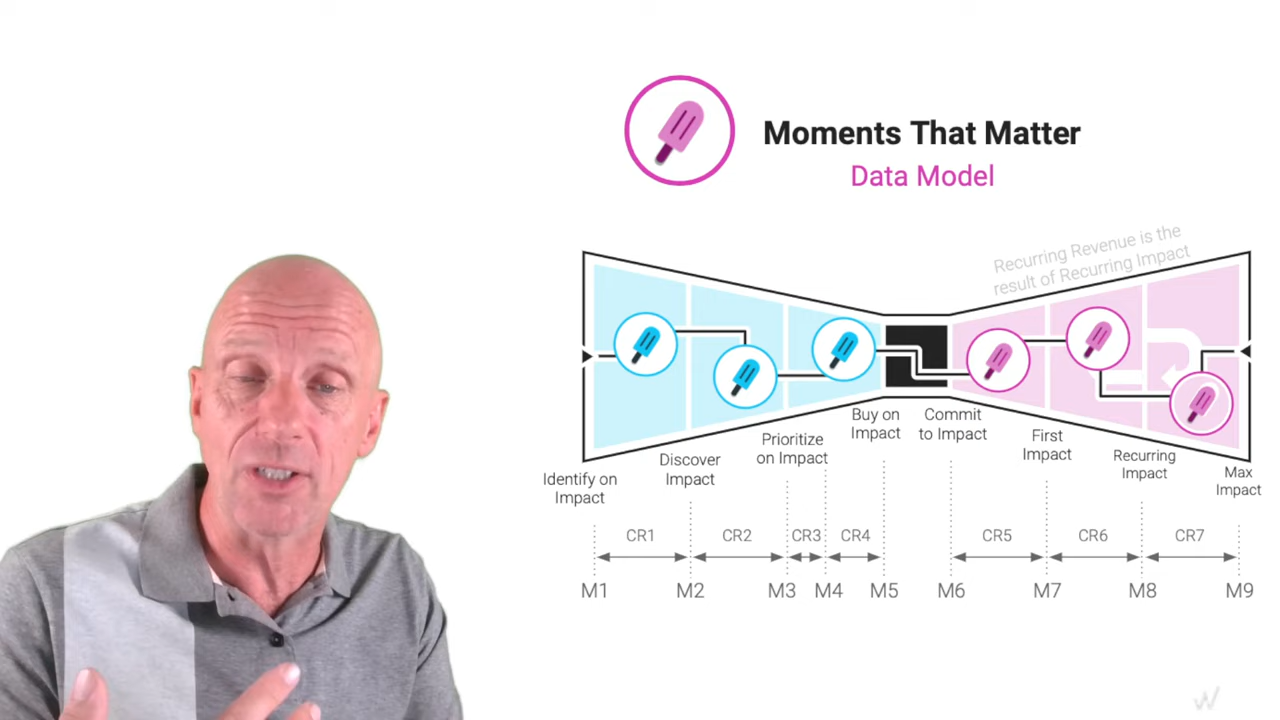 Moments That Matter
Data Model
Recurring Revenue is the
result of Recurring Impact
Identify on
Impact
Discover
Impact
Prioritize
on Impact
Buy on
Impact
Commit
to Impact
First
Impact
Recurring
Impact
Max
Impact
CR1 CR2 CR3 CR4 CR5 CR6 CR7
M1 M2 M3 M4 M5 M6 M7 M8 M9
W